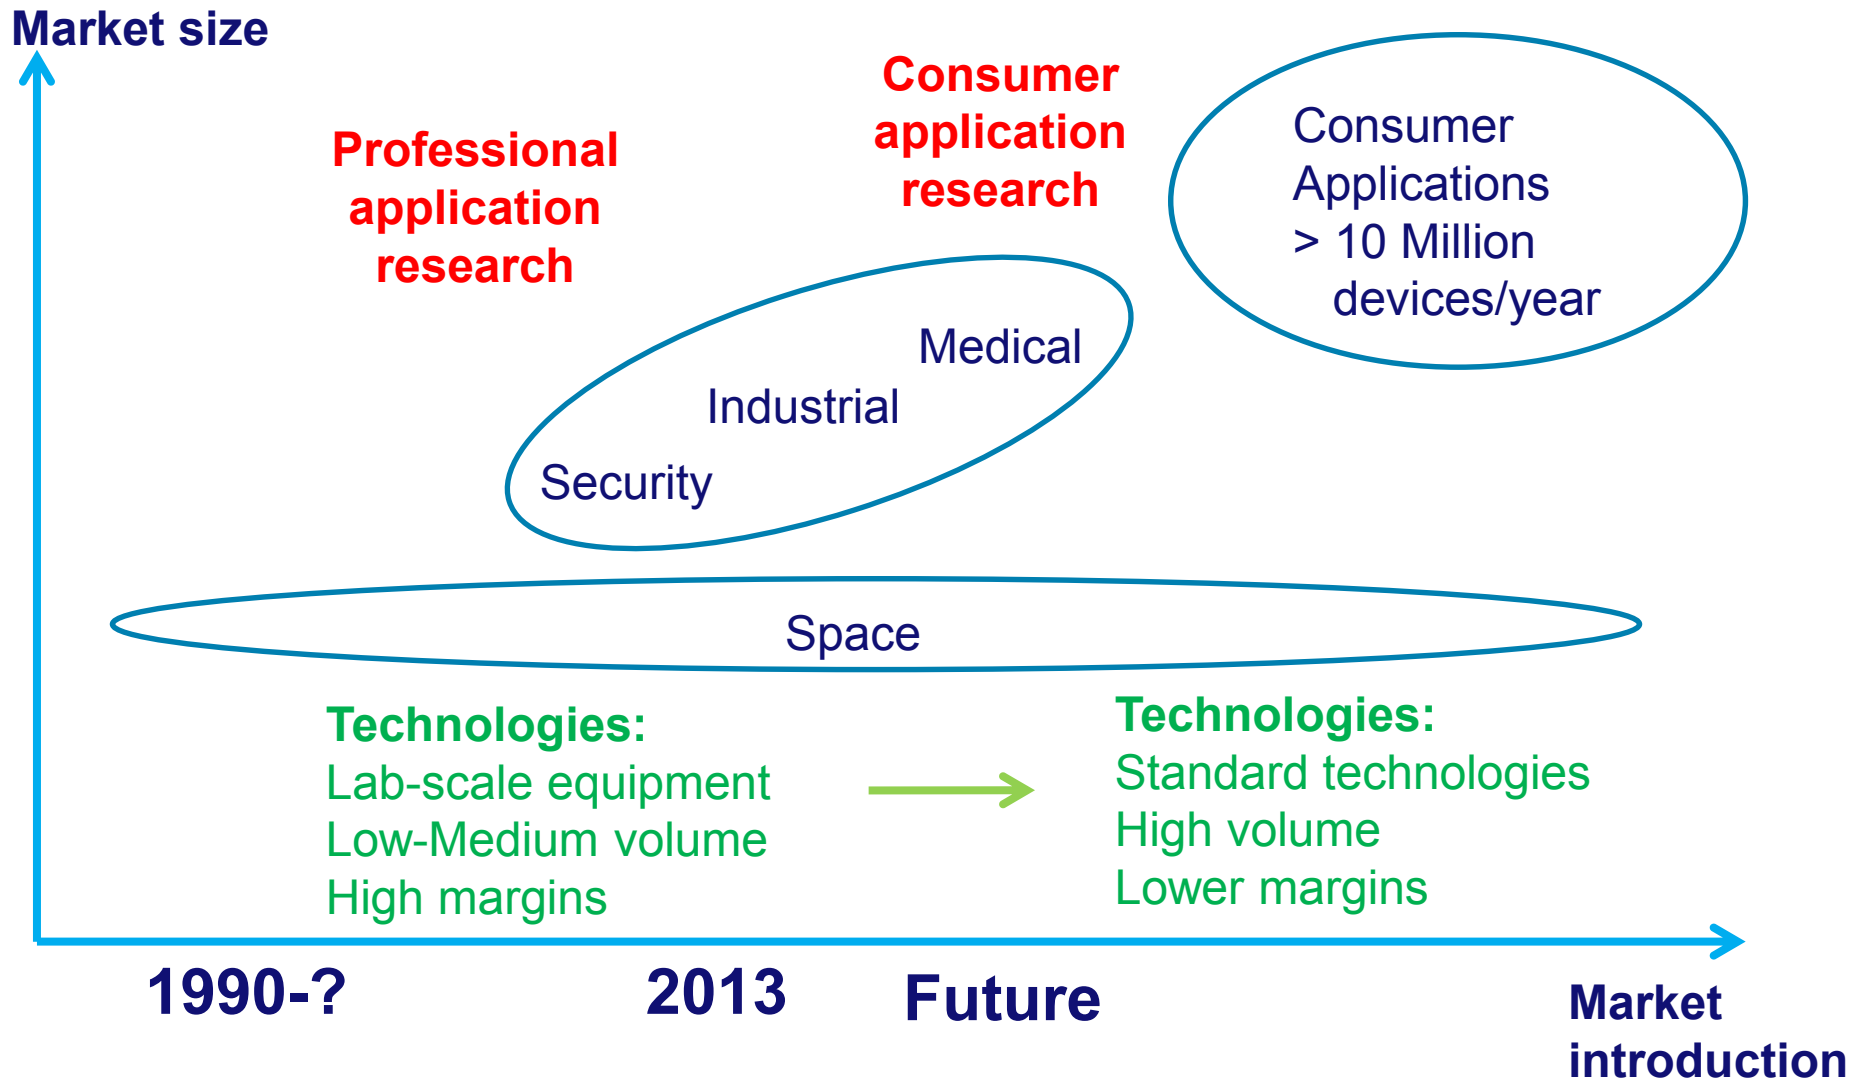 Market size
Professional
application
research
Consumer
application
research
Consumer
Applications
> 10 Million
devices/year
Medical
Industrial
Security
Space
Technologies:
Lab-scale equipment
Low-Medium volume
High margins
Technologies:
Standard technologies
High volume
Lower margins
1990-?
2013
Future
Market
introduction